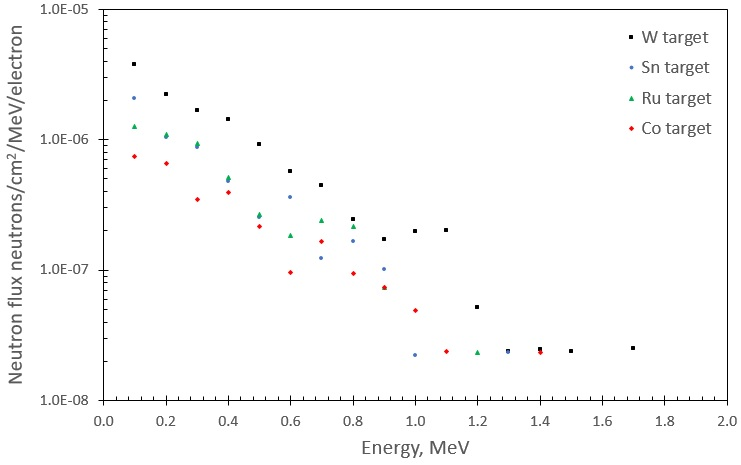 1.0E-05
1.0E-06
1.0E-07
1.0E-08
Neutron flux neutrons/cm²/MeV/electron
W target
Sn target
Ru target
Co target
0.0 0.2 0.4 0.6 0.8 1.0 1.2 1.4 1.6 1.8 2.0
Energy, MeV